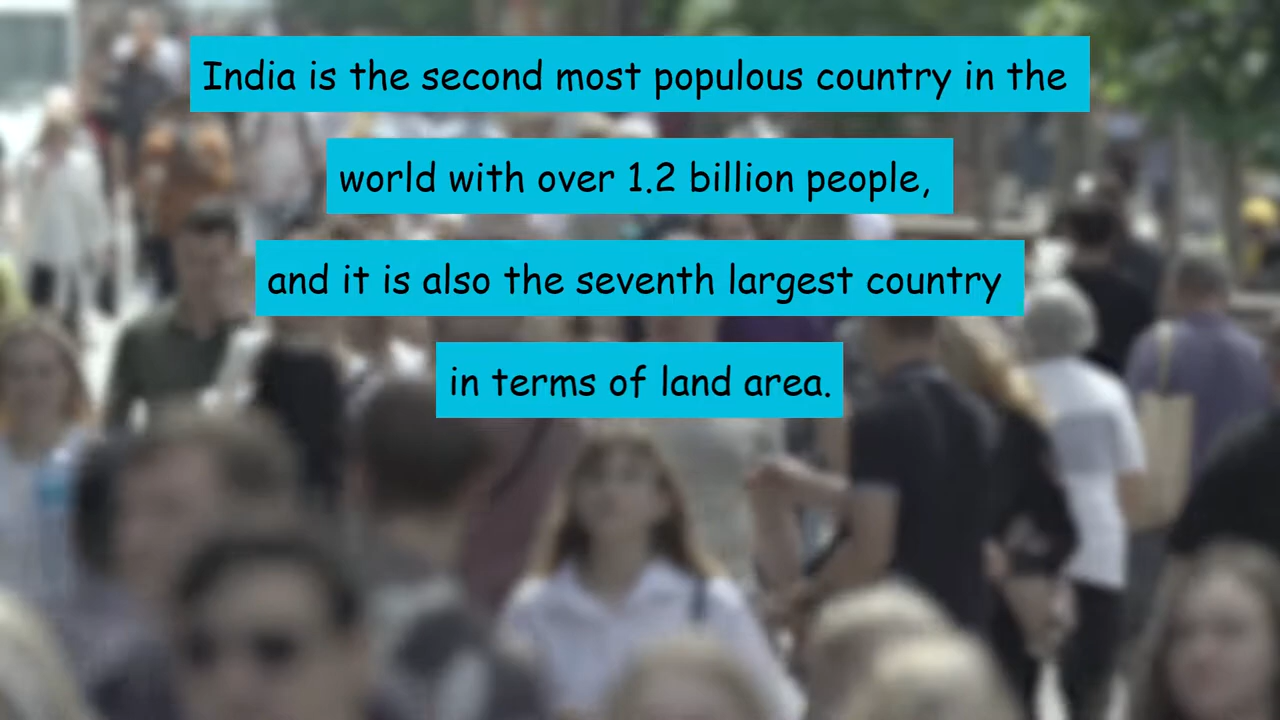 India is the second most populous country in the
world with over 1.2 billion people,
and it is also the seventh largest country
in terms of land area.